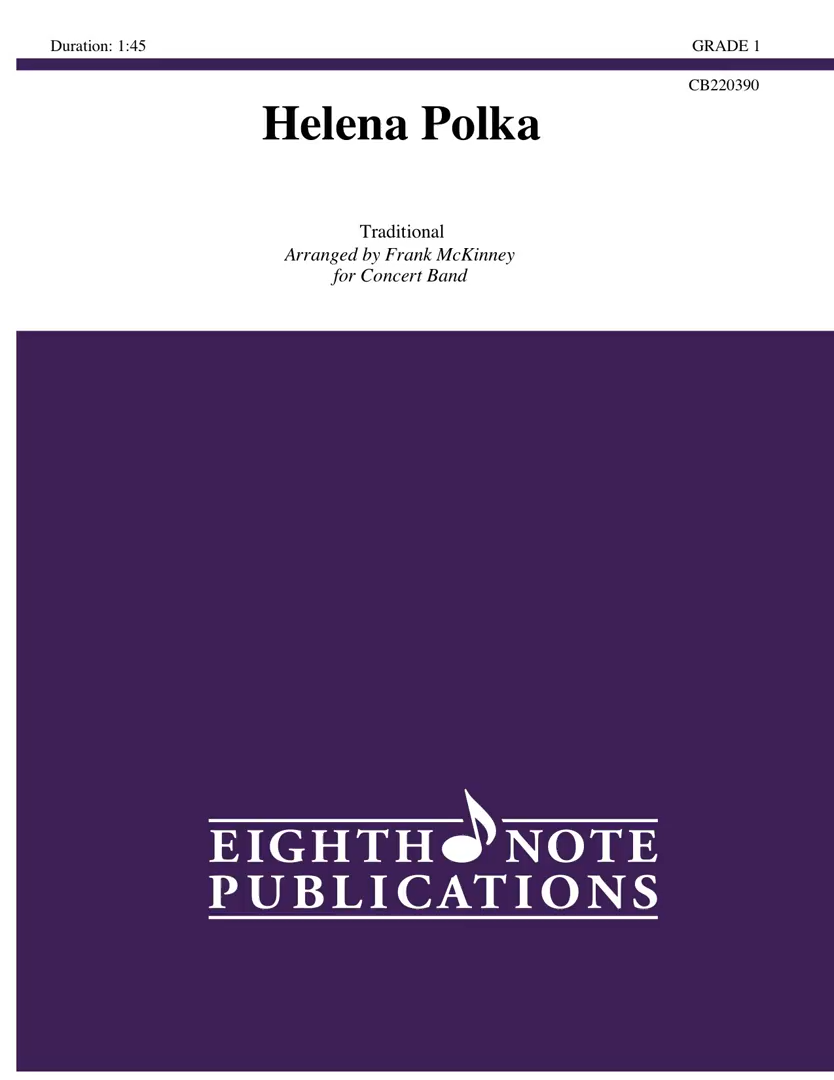 Duration: 1:45
GRADE 1
CB220390
Helena Polka
Traditional
Arranged by Frank McKinney
for Concert Band
EIGHTH NOTE
PUBLICATIONS